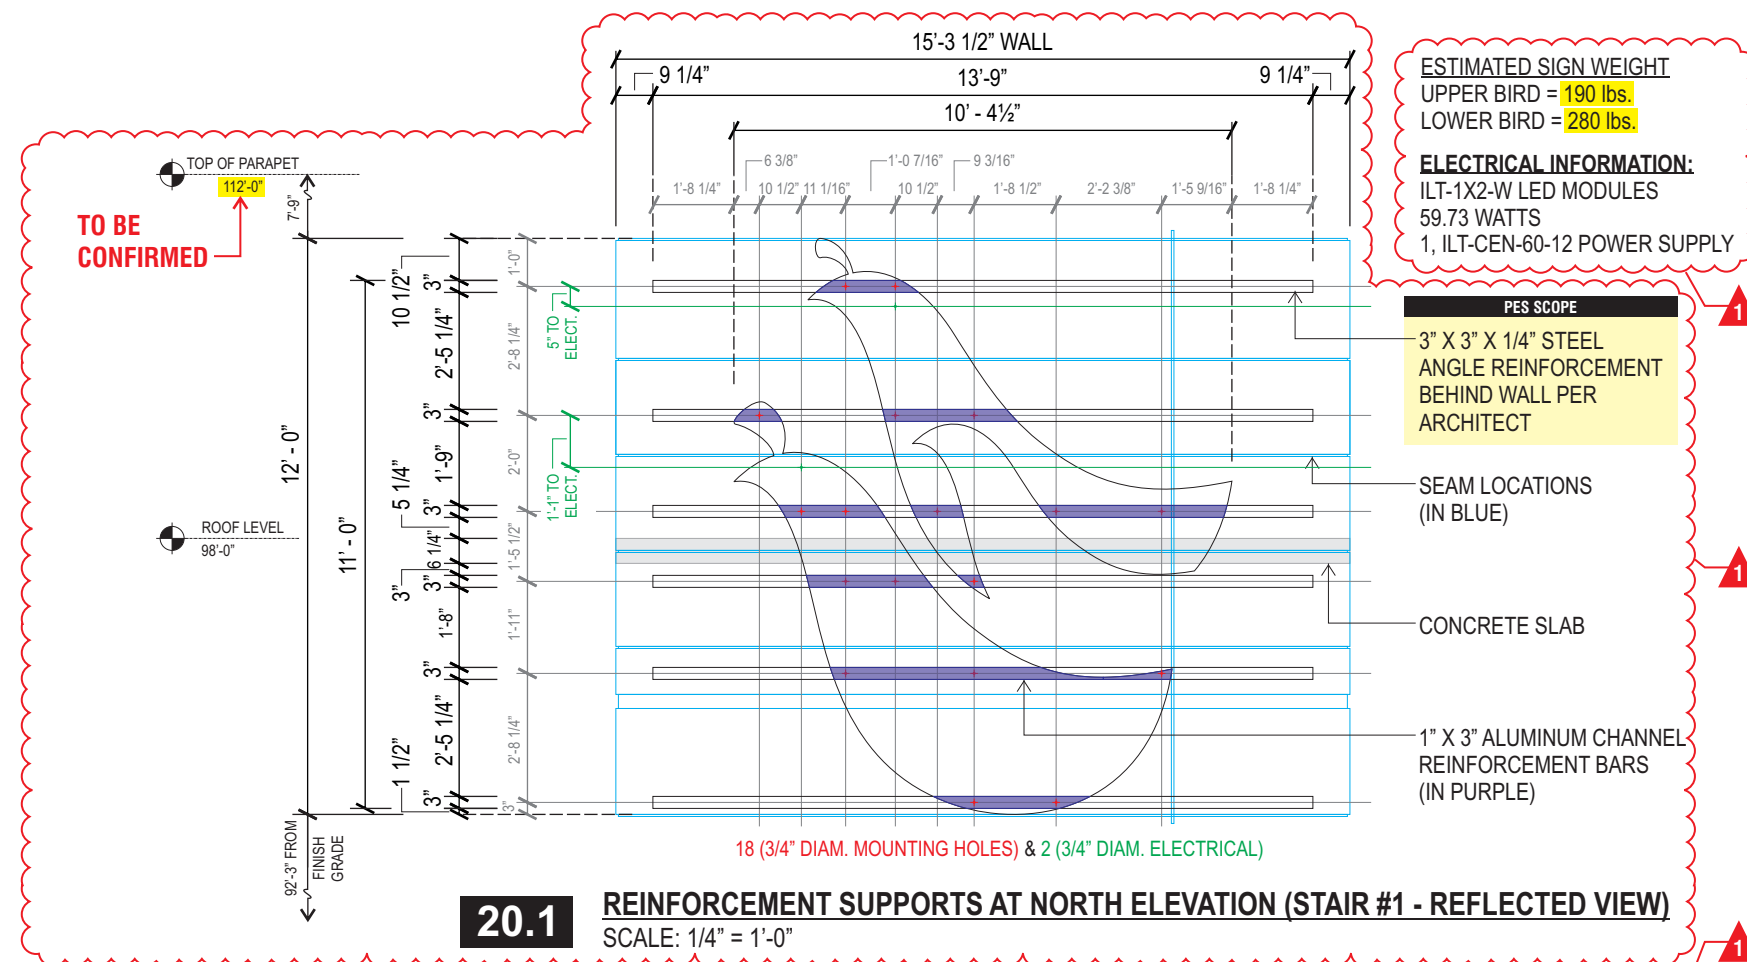 15'-3 1/2” WALL
9 1/4”
13'-9”
9 1/4”
10' - 4½”
6 3/8”
1'-0 7/16”
9 3/16”
1'-8 1/4”
10 1/2”
11 1/16”
10 1/2”
1'-8 1/2”
2'-2 3/8”
1'-5 9/16”
1'-8 1/4”
ESTIMATED SIGN WEIGHT
UPPER BIRD = 190 lbs.
LOWER BIRD = 280 lbs.
ELECTRICAL INFORMATION:
ILT-1X2-W LED MODULES
59.73 WATTS
1, ILT-CEN-60-12 POWER SUPPLY
1
TOP OF PARAPET
112'-0”
TO BE
CONFIRMED
7'-9”
12' - 0”
11' - 0”
ROOF LEVEL
98'-0”
92'-3” FROM
FINISH
GRADE
10 1/2”
5 1/4”
3”
1 1/2”
3”
2'-5 1/4”
3”
1'-9”
3”
6 1/4”
3”
1'-8”
3”
2'-5 1/4”
3”
1'-0”
2'-8 1/4”
2'-0”
1'-5 1/2”
1'-11”
2'-8 1/4”
3”
5” TO
ELECT.
1'-1” TO
ELECT.
PES SCOPE
3” X 3” X 1/4” STEEL
ANGLE REINFORCEMENT
BEHIND WALL PER
ARCHITECT
SEAM LOCATIONS
(IN BLUE)
1
CONCRETE SLAB
1” X 3” ALUMINUM CHANNEL
REINFORCEMENT BARS
(IN PURPLE)
18 (3/4” DIAM. MOUNTING HOLES) & 2 (3/4” DIAM. ELECTRICAL)
20.1
REINFORCEMENT SUPPORTS AT NORTH ELEVATION (STAIR #1 - REFLECTED VIEW)
SCALE: 1/4” = 1'-0”
1